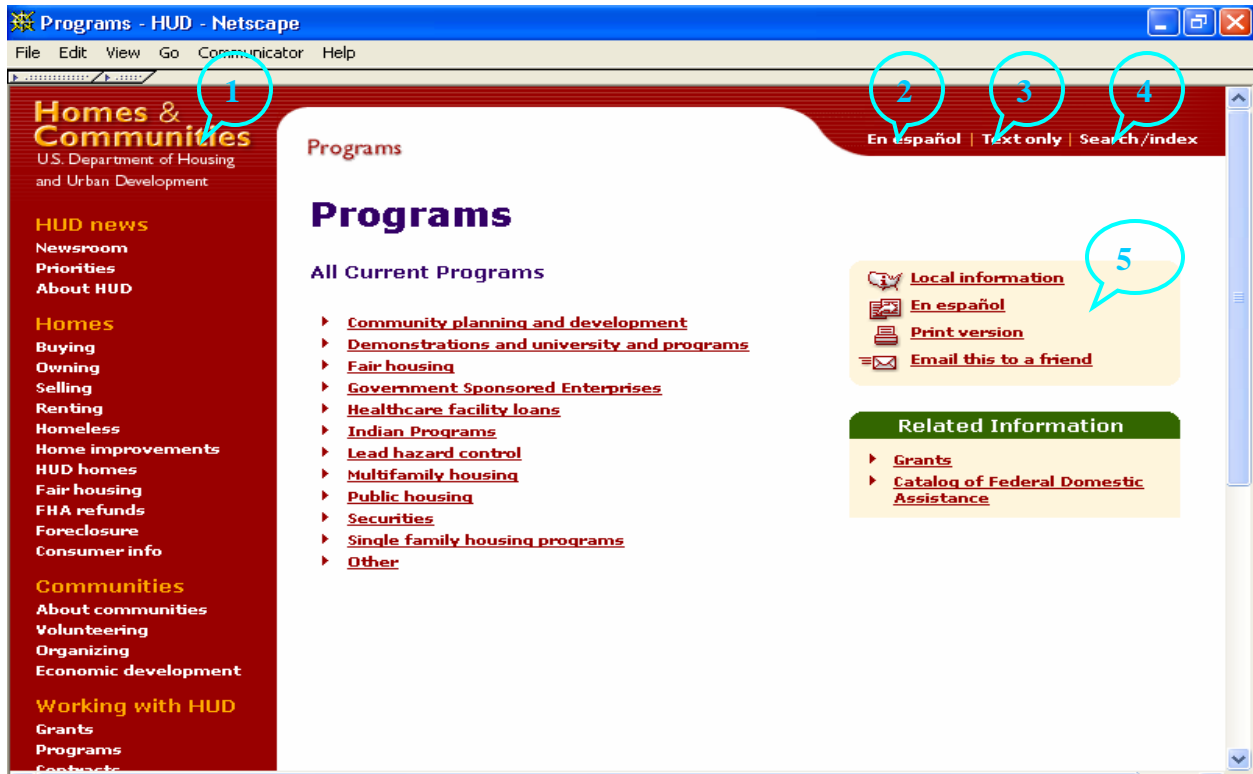 Programs - HUD - Netscape
File Edit View Go Communicator Help
1
2
3
4
Homes &
Communities
U.S. Department of Housing
and Urban Development
Programs
En español | Text only | Search/index
HUD news
Newsroom
Priorities
About HUD
Homes
Buying
Owning
Selling
Renting
Homeless
Home improvements
HUD homes
Fair housing
FHA refunds
Foreclosure
Consumer info
Communities
About communities
Volunteering
Organizing
Economic development
Working with HUD
Grants
Programs
Contracts
Programs
All Current Programs
Community planning and development
Demonstrations and university and programs
Fair housing
Government Sponsored Enterprises
Healthcare facility loans
Indian Programs
Lead hazard control
Multifamily housing
Public housing
Securities
Single family housing programs
Other
5
Local information
En español
Print version
Email this to a friend
Related Information
Grants
Catalog of Federal Domestic
Assistance